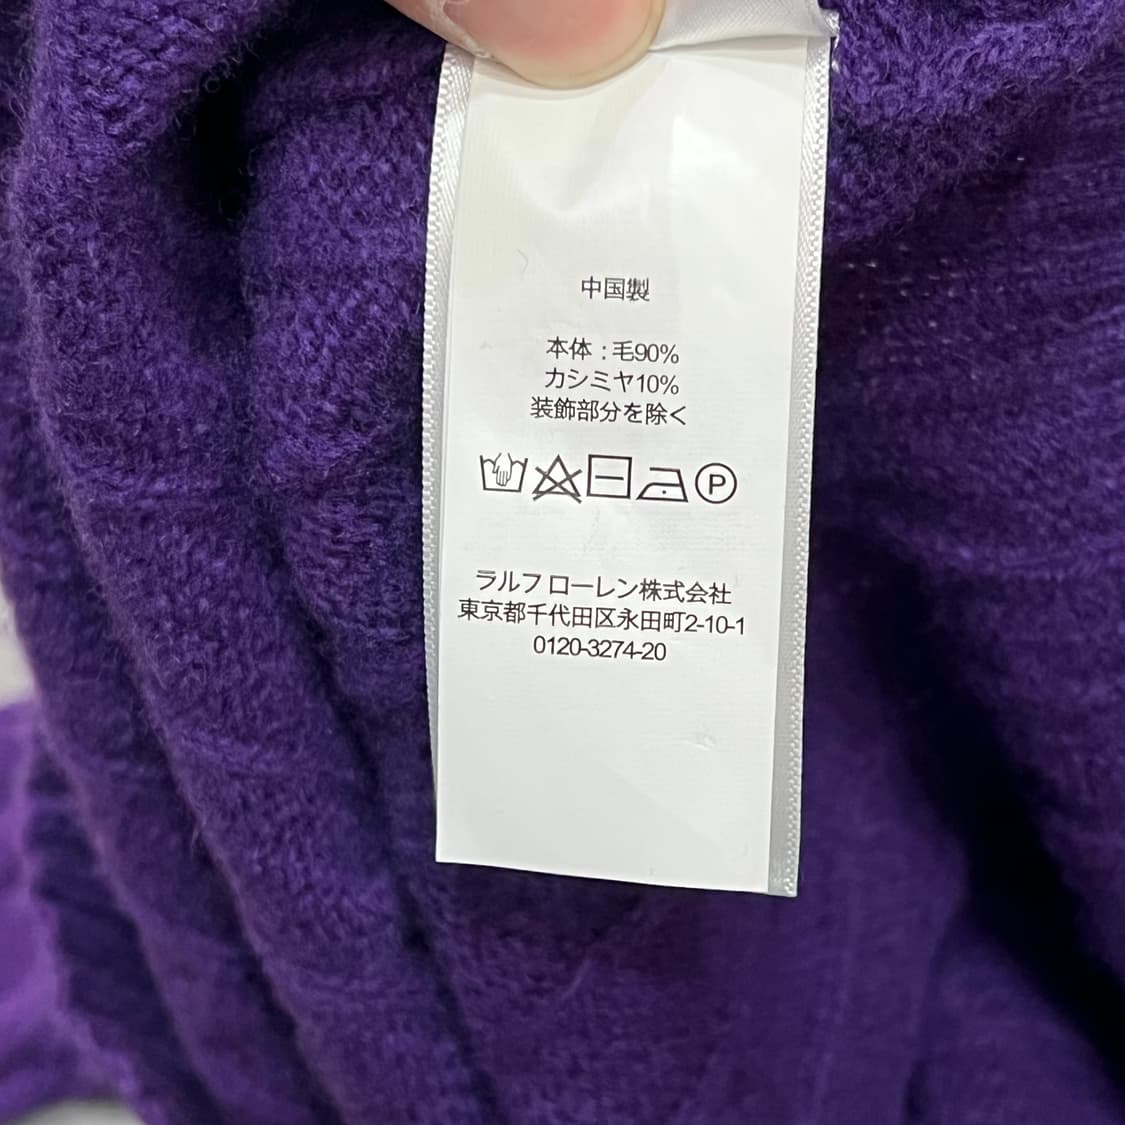 中国製
本体 : 毛90%
カシミヤ10%
装飾部分を除く
P
ラルフ ローレン株式会社
東京都千代田区永田町2-10-1
0120-3274-20